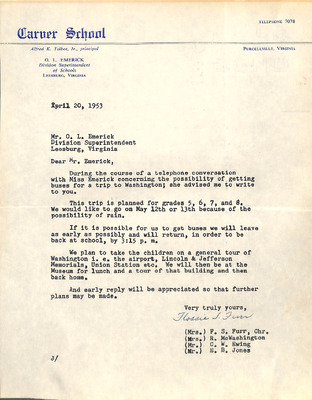 TELEPHONE 7078
Carver School
Alfred K. Talbot, Jr., principal
PURCELLVILLE, VIRGINIA
O. L. EMERICK
Division Superintendent
of Schools
LEESBURG, VIRGINIA
April 20, 1953
Mr. O. L. Emerick
Division Superintendent
Leesburg, Virginia
Dear Mr. Emerick,
During the course of a telephone conversation
with Miss Emerick concerning the possibility of getting
buses for a trip to Washington; she advised me to write
to you.
This trip is planned for grades 5, 6, 7, and 8.
We would like to go on May 12th or 13th because of the
possibility of rain.
If it is possible for us to get buses we will leave
as early as possibly and will return, in order to be
back at school, by 3:15 p. m.
We plan to take the children on a general tour of
Washington i. e. the airport, Lincoln & Jefferson
Memorials, Union Station etc. We will then go to the
Museum for lunch and a tour of that building and then
back home.
And early reply will be appreciated so that further
plans may be made.
Very truly yours,
Flossie S. Furr
(Mrs.) F. S. Furr, Chr.
(Mrs.) R. McWashington
(Mr.) C. W. Ewing
(Mr.) E. B. Jones